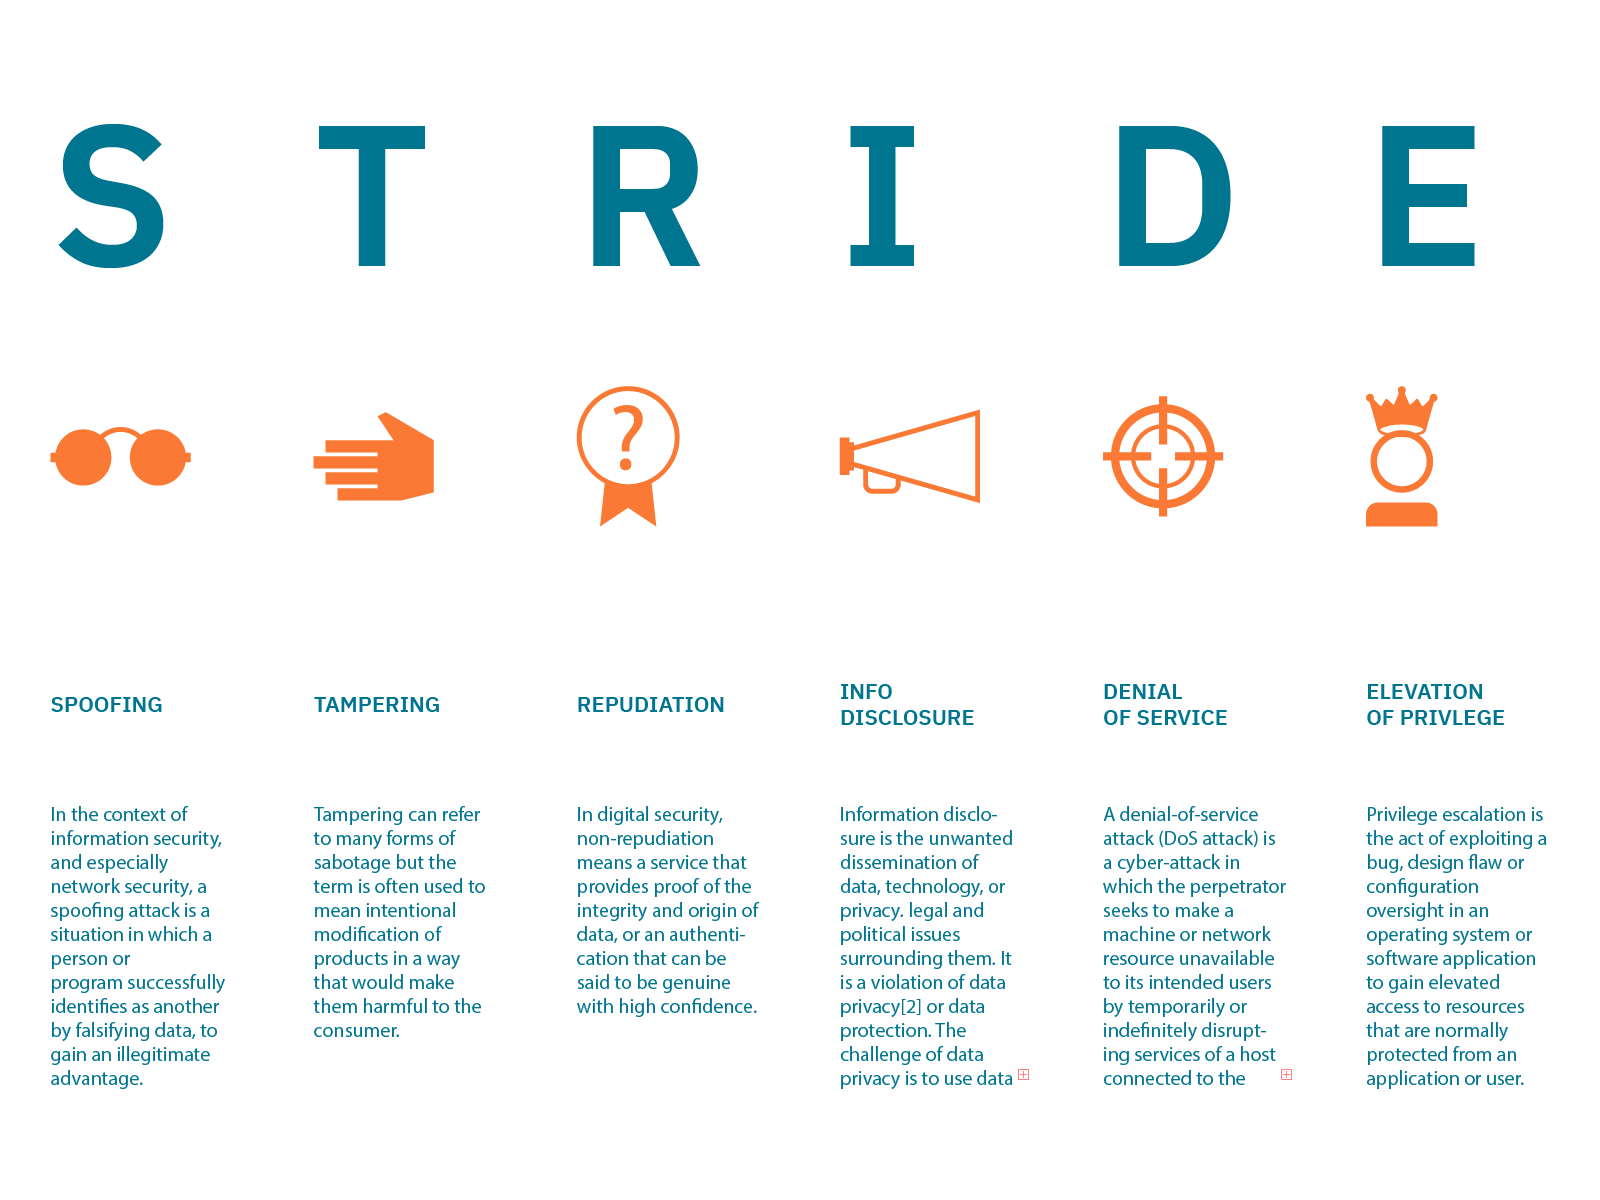 S T R I D E
?
SPOOFING
TAMPERING
REPUDIATION
INFO
DISCLOSURE
DENIAL
OF SERVICE
ELEVATION
OF PRIVLEGE
In the context of
information security,
and especially
network security, a
spoofing attack is a
situation in which a
person or
program successfully
identifies as another
by falsifying data, to
gain an illegitimate
advantage.
Tampering can refer
to many forms of
sabotage but the
term is often used to
mean intentional
modification of
products in a way
that would make
them harmful to the
consumer.
In digital security,
non-repudiation
means a service that
provides proof of the
integrity and origin of
data, or an authenti-
cation that can be
said to be genuine
with high confidence.
Information disclo-
sure is the unwanted
dissemination of
data, technology, or
privacy. legal and
political issues
surrounding them. It
is a violation of data
privacy[2] or data
protection. The
challenge of data
privacy is to use data
A denial-of-service
attack (DoS attack) is
a cyber-attack in
which the perpetrator
seeks to make a
machine or network
resource unavailable
to its intended users
by temporarily or
indefinitely disrupt-
ing services of a host
connected to the
Privilege escalation is
the act of exploiting a
bug, design flaw or
configuration
oversight in an
operating system or
software application
to gain elevated
access to resources
that are normally
protected from an
application or user.